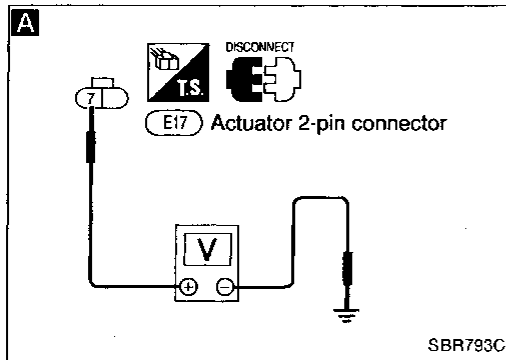 A
DISCONNECT
T.S.
7
E17 Actuator 2-pin connector
V
+ −
SBR793C